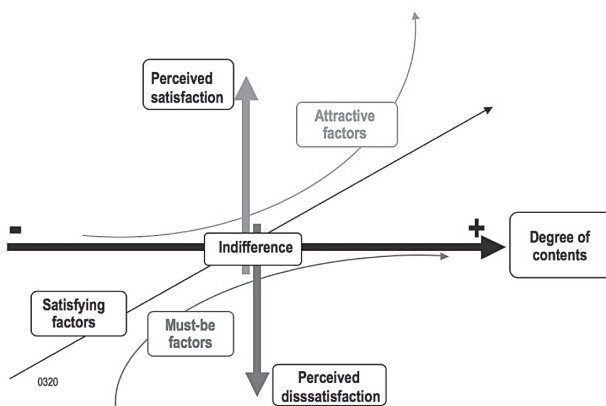 Perceived
satisfaction
Attractive
factors
-
+
Indifference
Degree of
contents
Satisfying
factors
Must-be
factors
Perceived
disssatisfaction
0320